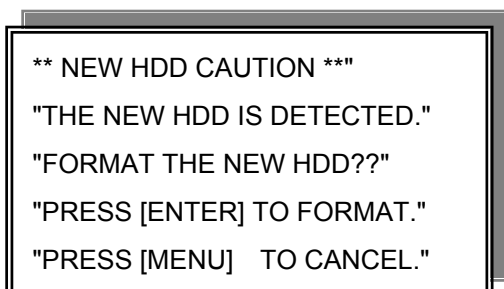 ** NEW HDD CAUTION **"
"THE NEW HDD IS DETECTED."
"FORMAT THE NEW HDD??"
"PRESS [ENTER] TO FORMAT."
"PRESS [MENU]   TO CANCEL."